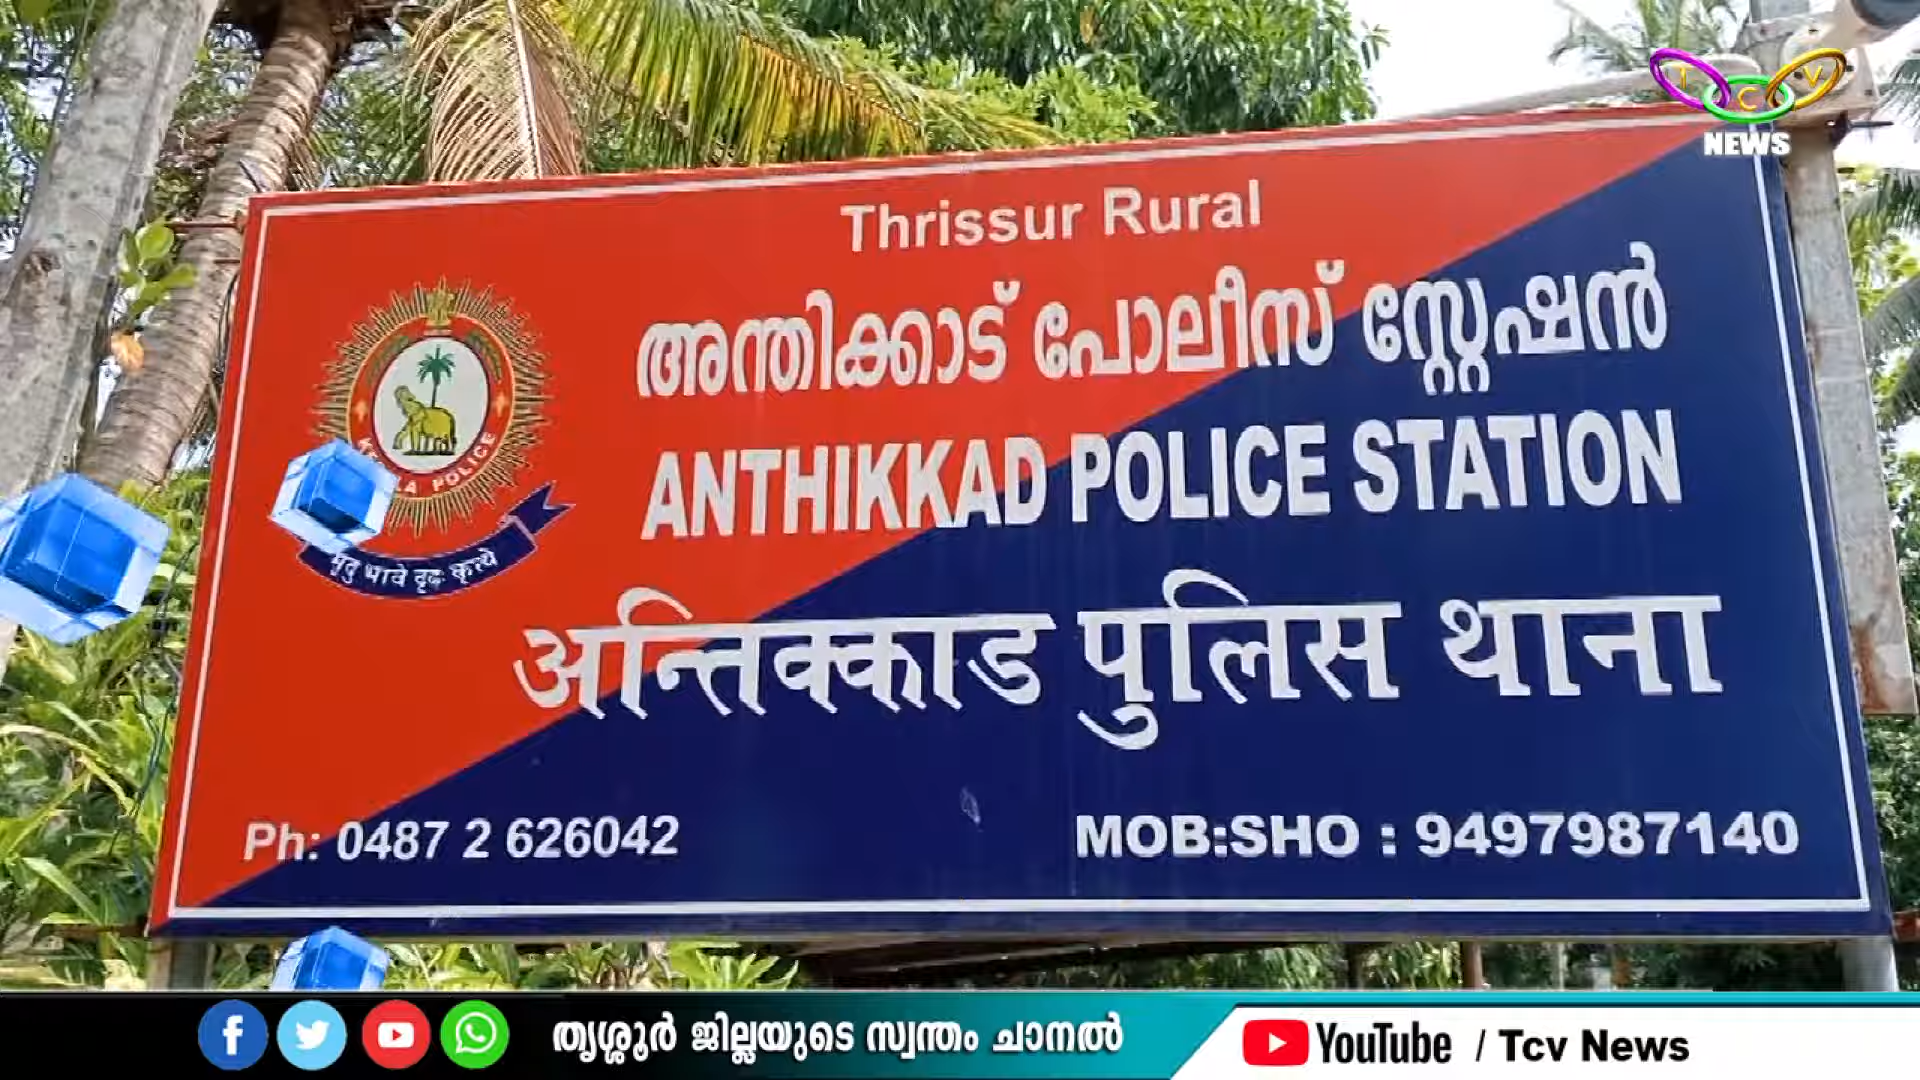 T C V
NEWS
Thrissur Rural
അന്തിക്കാട് പോലീസ് സ്റ്റേഷൻ
ANTHIKKAD POLICE STATION
POLICE
मृदु भावे दृढ कृत्ये
अन्तिक्काड पुलिस थाना
Ph: 0487 2 626042
MOB:SHO : 9497987140
തൃശ്ശൂർ ജില്ലയുടെ സ്വന്തം ചാനൽ
YouTube / Tcv News